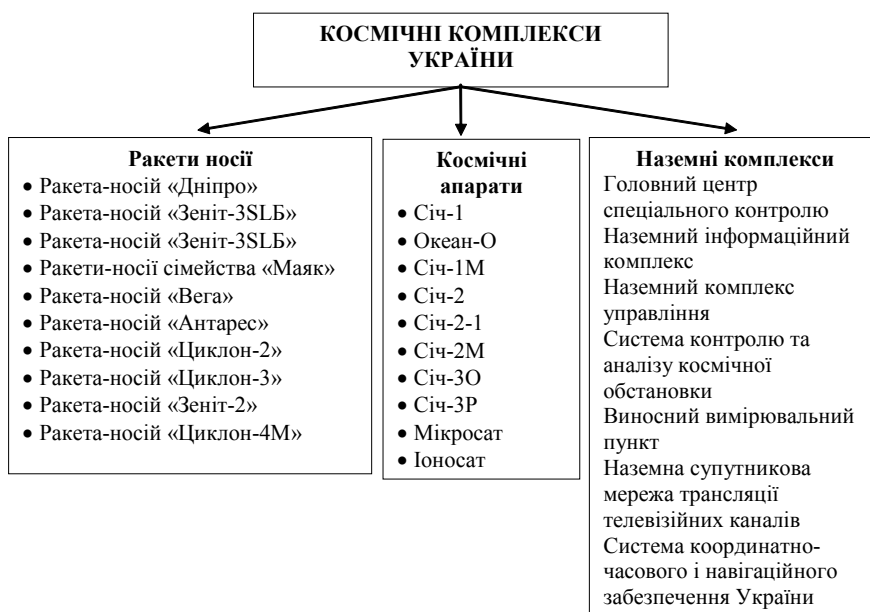 КОСМІЧНІ КОМПЛЕКСИ
УКРАЇНИ
Ракети носії
• Ракета-носій «Дніпро»
• Ракета-носій «Зеніт-3SLБ»
• Ракета-носій «Зеніт-3SLБ»
• Ракети-носії сімейства «Маяк»
• Ракета-носій «Вега»
• Ракета-носій «Антарес»
• Ракета-носій «Циклон-2»
• Ракета-носій «Циклон-3»
• Ракета-носій «Зеніт-2»
• Ракета-носій «Циклон-4М»
Космічні
апарати
• Січ-1
• Океан-О
• Січ-1М
• Січ-2
• Січ-2-1
• Січ-2М
• Січ-3О
• Січ-3Р
• Мікросат
• Іоносат
Наземні комплекси
Головний центр
спеціального контролю
Наземний інформаційний
комплекс
Наземний комплекс
управління
Система контролю та
аналізу космічної
обстановки
Виносний вимірювальний
пункт
Наземна супутникова
мережа трансляції
телевізійних каналів
Система координатно-
часового і навігаційного
забезпечення України